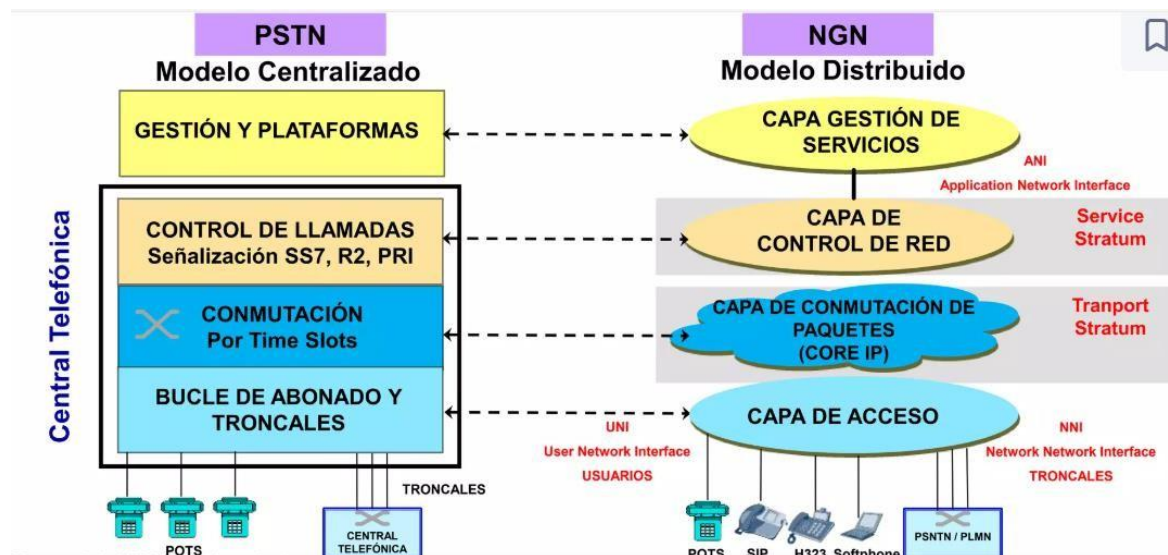 PSTN
Modelo Centralizado
GESTIÓN Y PLATAFORMAS
Central Telefónica
CONTROL DE LLAMADAS
Señalización SS7, R2, PRI
CONMUTACIÓN
Por Time Slots
BUCLE DE ABONADO Y
TRONCALES
TRONCALES
POTS
CENTRAL
TELEFÓNICA
NGN
Modelo Distribuido
CAPA GESTIÓN DE
SERVICIOS
ANI
Application Network Interface
CAPA DE
CONTROL DE RED
Service
Stratum
CAPA DE CONMUTACIÓN DE
PAQUETES
(CORE IP)
Tranport
Stratum
CAPA DE ACCESO
UNI
User Network Interface
USUARIOS
NNI
Network Network Interface
TRONCALES
POTS
SIP
H323
Softphone
PSNTN / PLMN